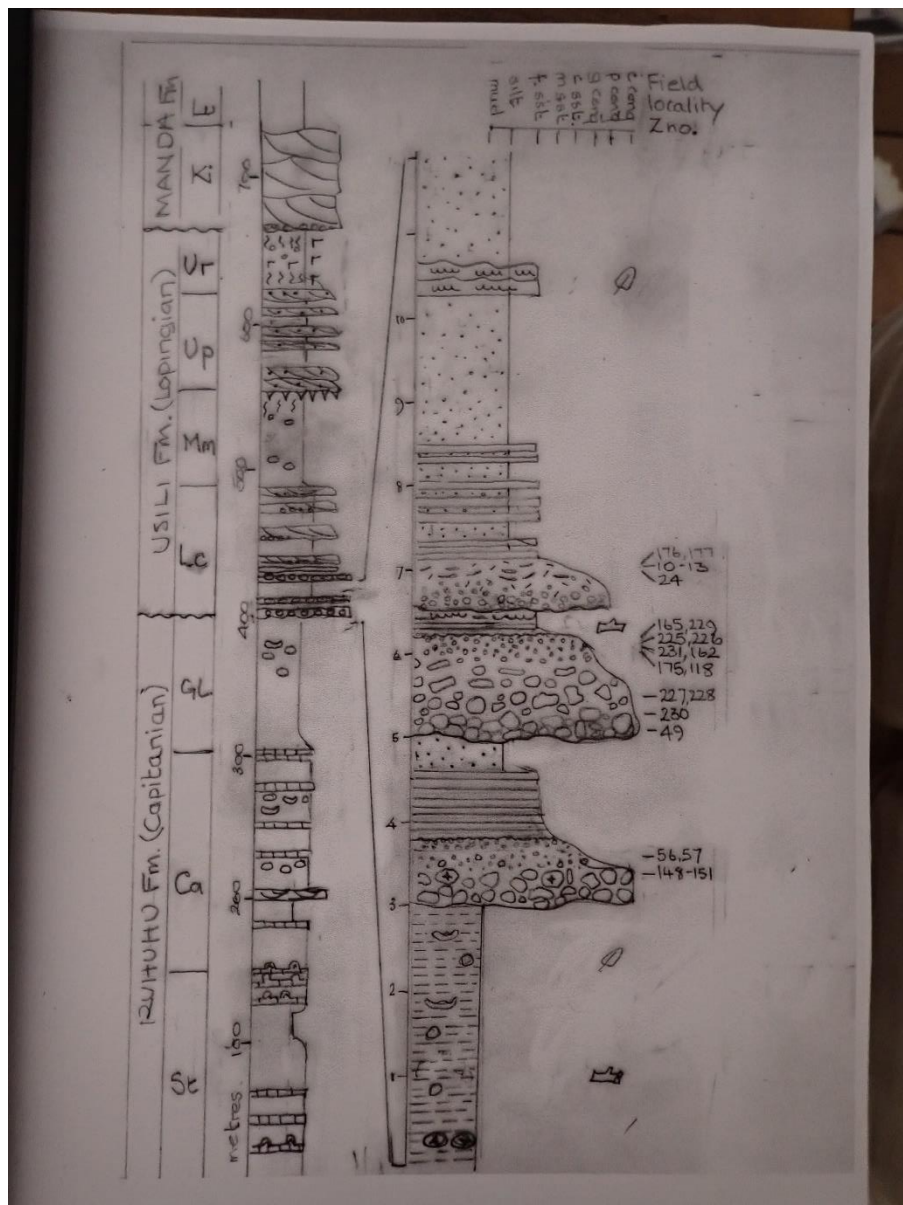 MANDA Fm
E
Ki
USILI Fm. (Lopingian)
UT
Up
Mm
Lc
RUHUHU Fm. (Capitanian)
GL
Ca
St
700
600
500
400
300
200
100
metres.
mud
silt
f. sst
m sst
c sst.
g cong
p cong
c cong
Field
locality
Z no.
10
9
8
7
6
5
4
3
2
1
176,177
10-13
24
165,229
225,226
231,162
175,118
227,228
230
49
56,57
148-151